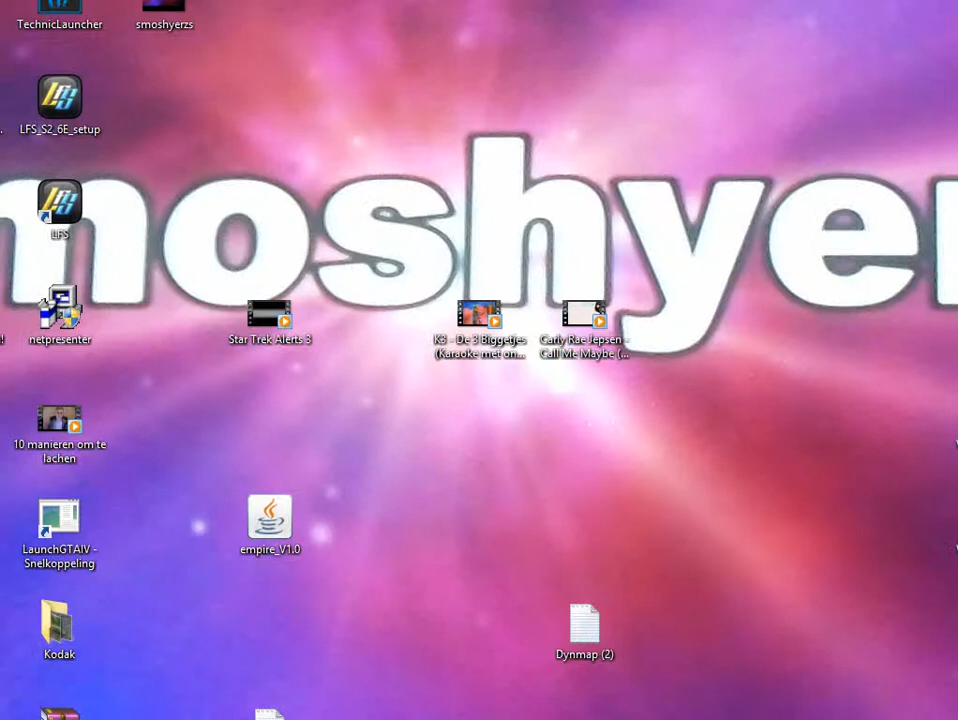 TechnicLauncher
smoshyerzs
LFS_S2_6E_setup
moshyer
LFS
netpresenter
Star Trek Alerts 3
K3 - De 3 Biggetjes
(Karaoke met on...
Carly Rae Jepsen -
Call Me Maybe (...
10 manieren om te
lachen
LaunchGTAIV -
Snelkoppeling
empire_V1.0
Kodak
Dynmap (2)